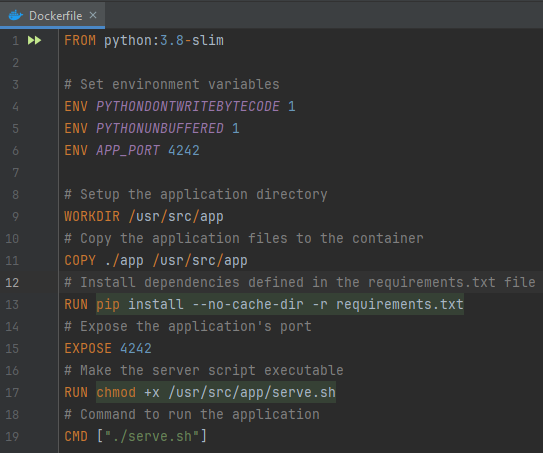 Dockerfile
1 FROM python:3.8-slim
2
3 # Set environment variables
4 ENV PYTHONDONTWRITEBYTECODE 1
5 ENV PYTHONUNBUFFERED 1
6 ENV APP_PORT 4242
7
8 # Setup the application directory
9 WORKDIR /usr/src/app
10 # Copy the application files to the container
11 COPY ./app /usr/src/app
12 # Install dependencies defined in the requirements.txt file
13 RUN pip install --no-cache-dir -r requirements.txt
14 # Expose the application's port
15 EXPOSE 4242
16 # Make the server script executable
17 RUN chmod +x /usr/src/app/serve.sh
18 # Command to run the application
19 CMD ["./serve.sh"]